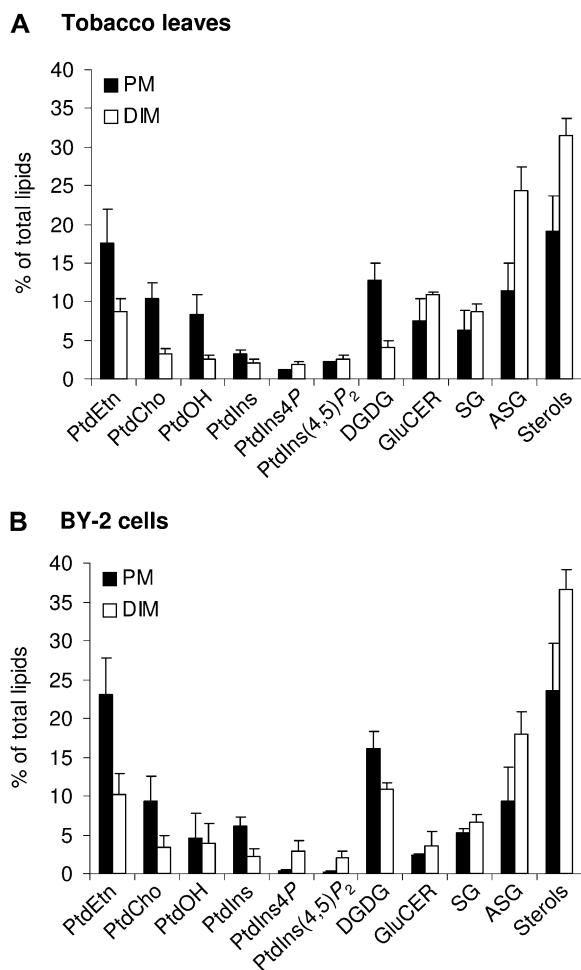 A Tobacco leaves
40
35
30
25
20
15
10
5
0
% of total lipids
PM
DIM
PtdEtn
PtdCho
PtdOH
PtdIns
PtdIns4P
PtdIns(4,5)P2
DGDG
GluCER
SG
ASG
Sterols
B BY-2 cells
40
35
30
25
20
15
10
5
0
% of total lipids
PM
DIM
PtdEtn
PtdCho
PtdOH
PtdIns
PtdIns4P
PtdIns(4,5)P2
DGDG
GluCER
SG
ASG
Sterols